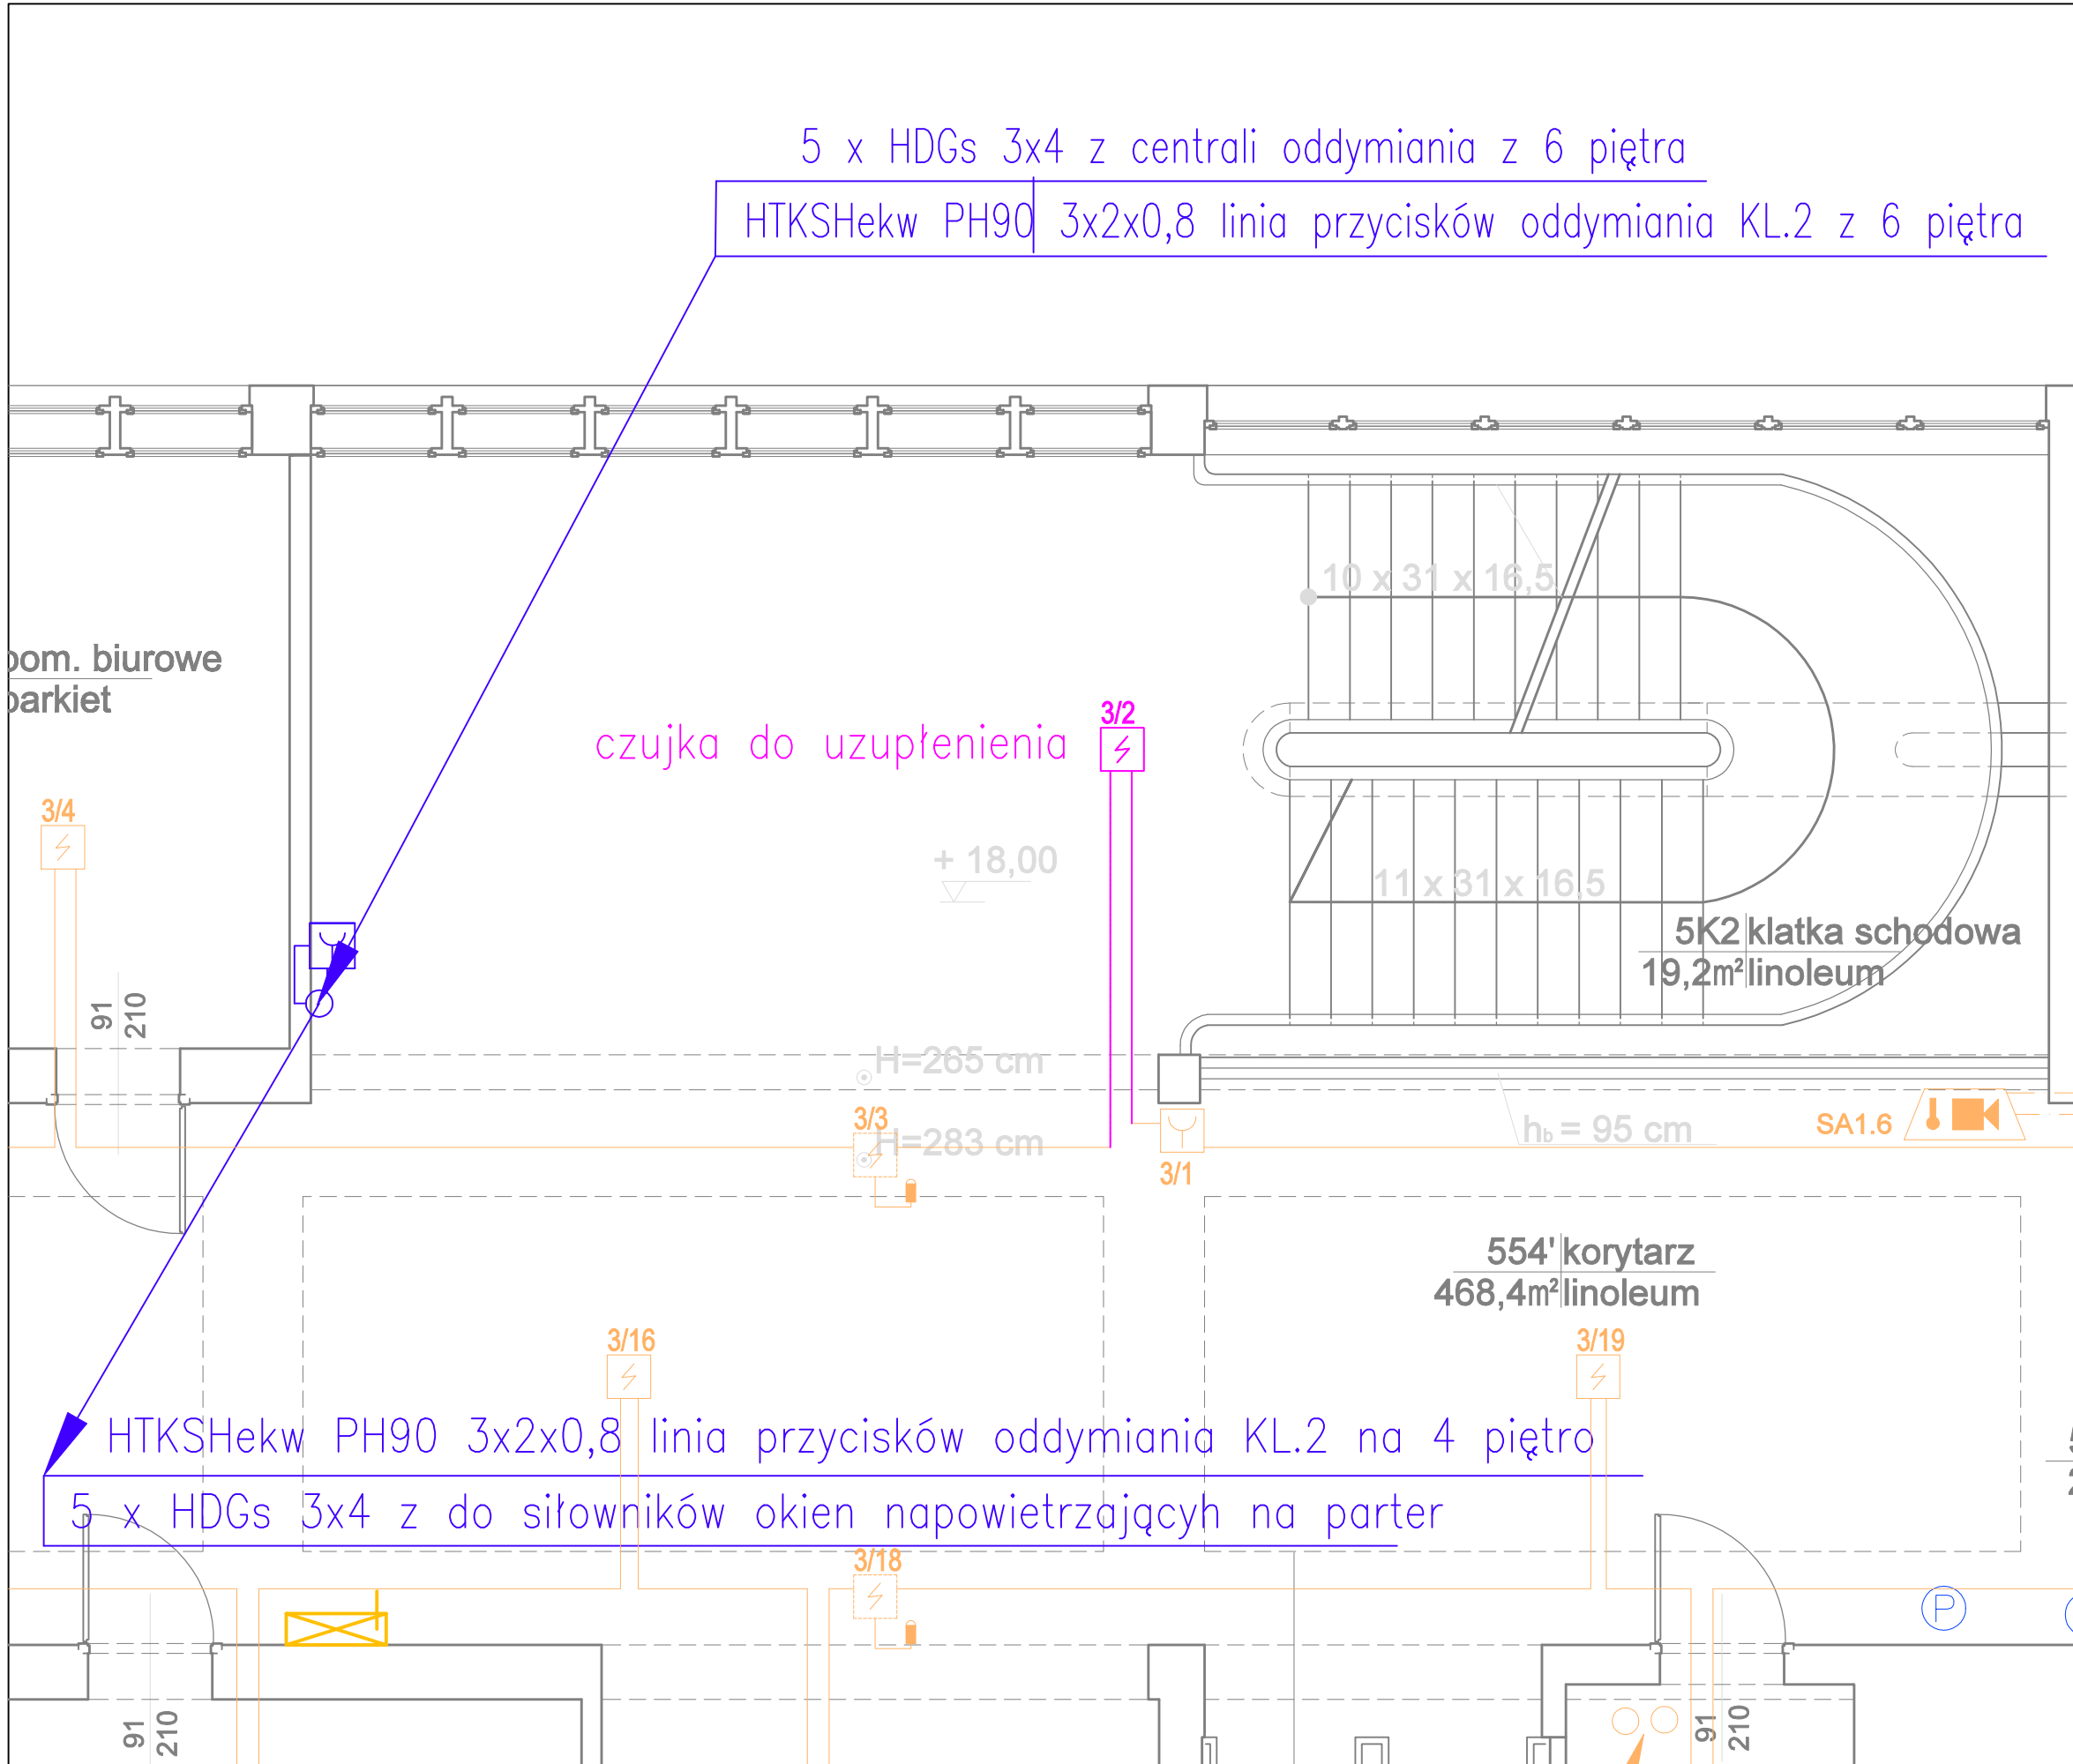 5 x HDGs 3x4 z centrali oddymiania z 6 piętra
HTKSHekw PH90 3x2x0,8 linia przycisków oddymiania KL.2 z 6 piętra
10 x 31 x 16,5
biurowe
3/2
czujka do uzupłenienia
3/4
+ 18,00
11 x 31 x 16,5
5K2 klatka schodowa
19,2m² linoleum
91
210
H=265 cm
3/3
H=283 cm
SA1.6
hb = 95 cm
3/1
554' korytarz
468,4m² linoleum
3/16
3/19
HTKSHekw PH90 3x2x0,8 linia przycisków oddymiania KL.2 na 4 piętro
5 x HDGs 3x4 z do siłowników okien napowietrzającyh na parter
3/18
P
91
210
91
210